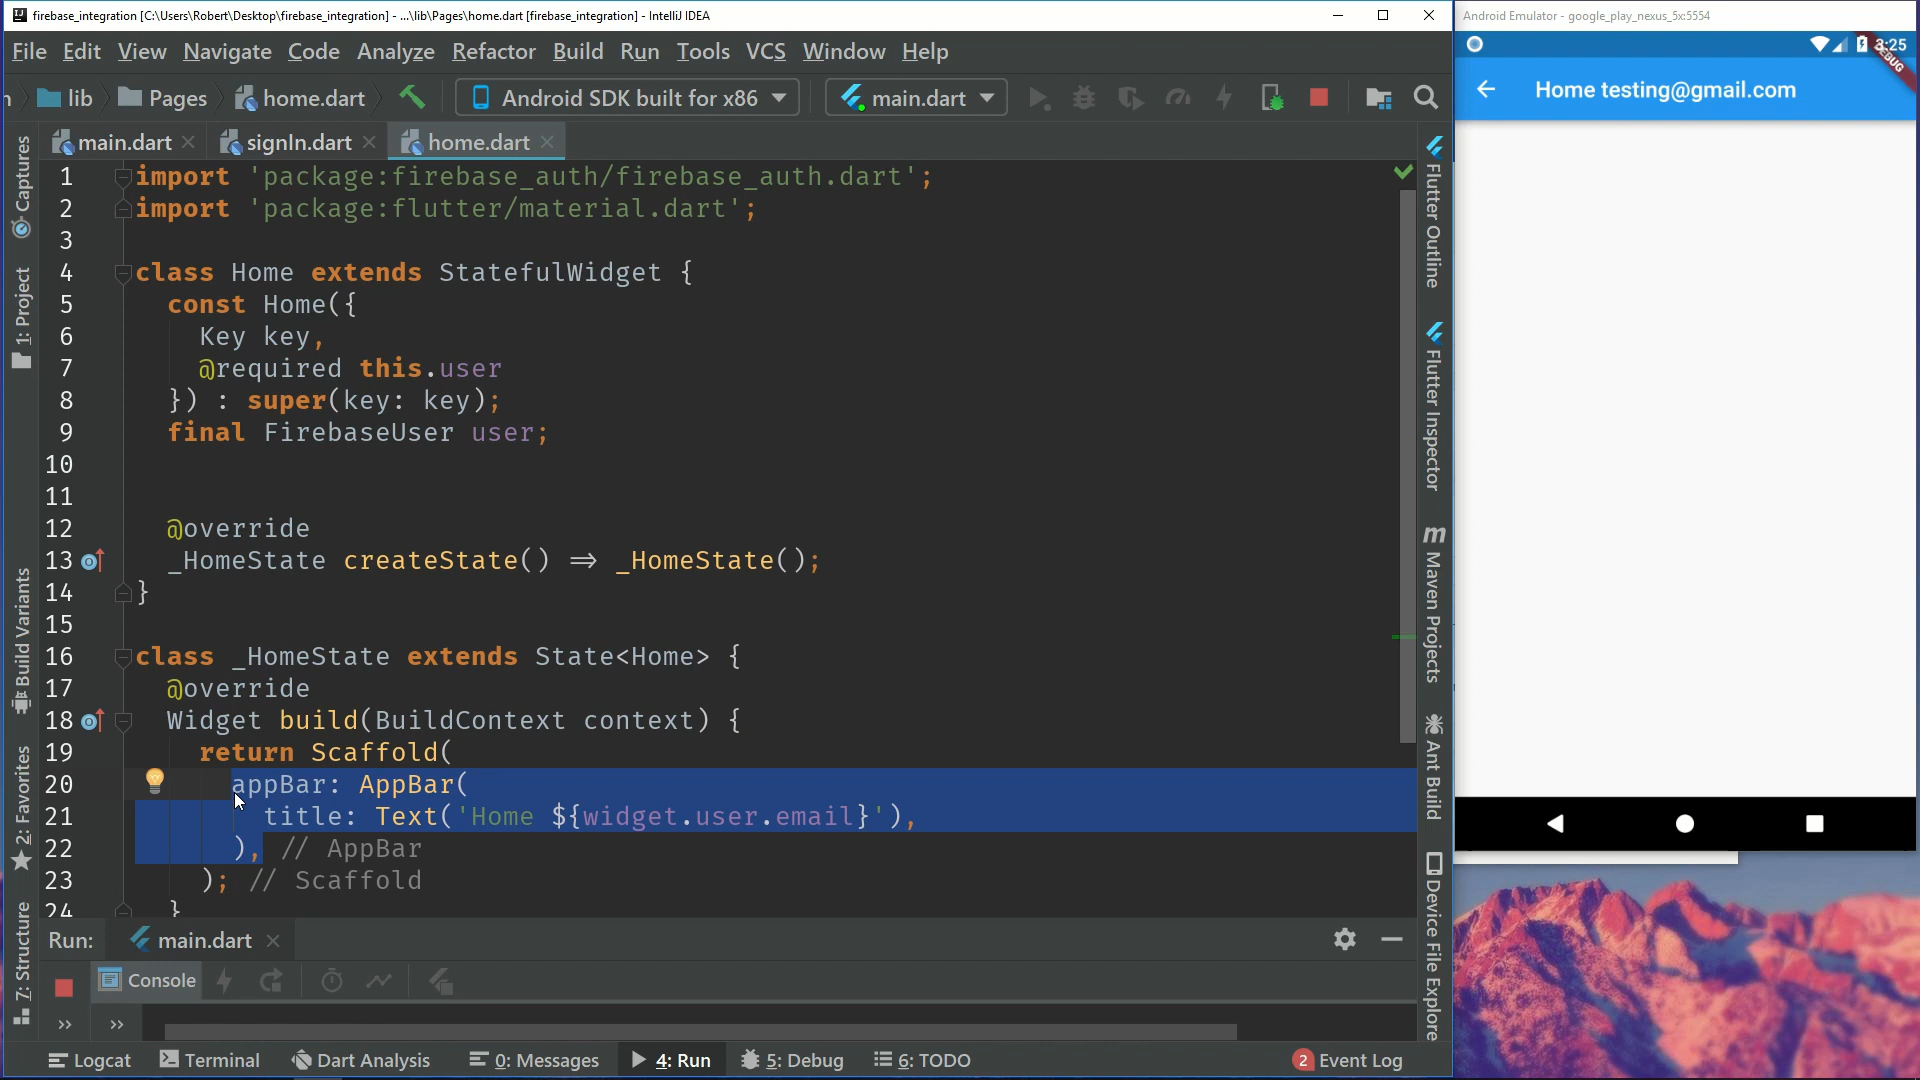 firebase_integration [C:\Users\Robert\Desktop\firebase_integration] - ...\lib\Pages\home.dart [firebase_integration] - IntelliJ IDEA
File Edit View Navigate Code Analyze Refactor Build Run Tools VCS Window Help
lib Pages home.dart Android SDK built for x86 main.dart
main.dart signIn.dart home.dart
1 import 'package:firebase_auth/firebase_auth.dart';
2 import 'package:flutter/material.dart';
3
4 class Home extends StatefulWidget {
5 const Home({
6 Key key,
7 @required this.user
8 }) : super(key: key);
9 final FirebaseUser user;
10
11
12 @override
13 _HomeState createState() => _HomeState();
14 }
15
16 class _HomeState extends State<Home> {
17 @override
18 Widget build(BuildContext context) {
19 return Scaffold(
20 appBar: AppBar(
21 title: Text('Home ${widget.user.email}'),
22 ), // AppBar
23 ); // Scaffold
24 }
Captures
1: Project
Build Variants
2: Favorites
7: Structure
Flutter Outline
Flutter Inspector
m Maven Projects
Ant Build
Device File Explore
Run: main.dart
Console
» »
Logcat Terminal Dart Analysis 0: Messages 4: Run 5: Debug 6: TODO 2 Event Log
Android Emulator - google_play_nexus_5x:5554
3:25
DEBUG
Home testing@gmail.com